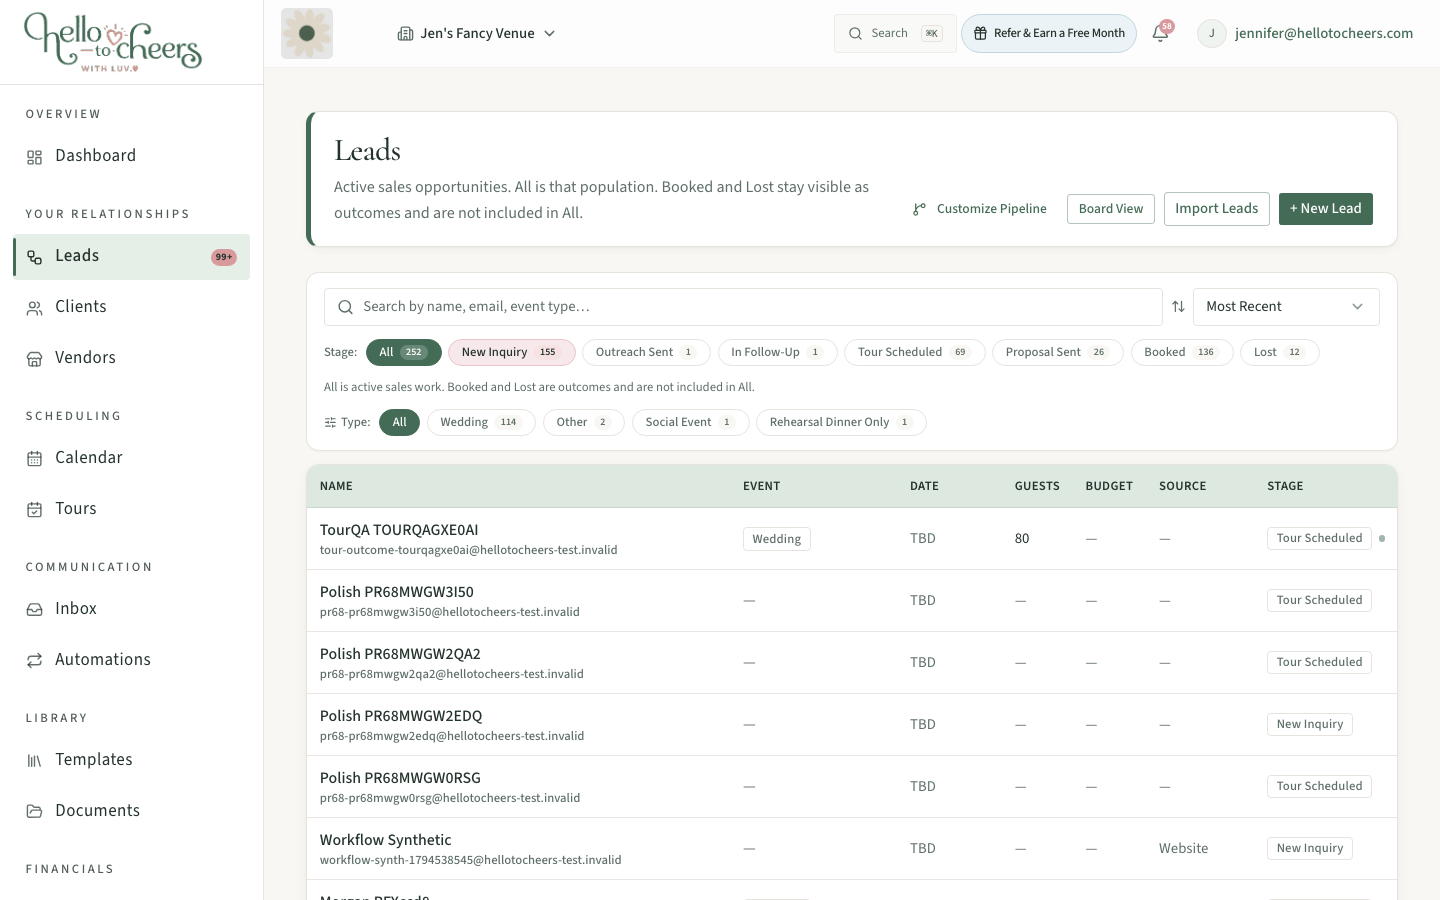 hello
to cheers
WITH LUV.
Jen's Fancy Venue
Search
⌘K
Refer & Earn a Free Month
58
J
jennifer@hellotocheers.com
OVERVIEW
Dashboard
YOUR RELATIONSHIPS
Leads
99+
Clients
Vendors
SCHEDULING
Calendar
Tours
COMMUNICATION
Inbox
Automations
LIBRARY
Templates
Documents
FINANCIALS
Leads
Active sales opportunities. All is that population. Booked and Lost stay visible as
outcomes and are not included in All.
Customize Pipeline
Board View
Import Leads
+ New Lead
Search by name, email, event type…
Most Recent
Stage: All 252 New Inquiry 155 Outreach Sent 1 In Follow-Up 1 Tour Scheduled 69 Proposal Sent 26 Booked 136 Lost 12
All is active sales work. Booked and Lost are outcomes and are not included in All.
Type: All Wedding 114 Other 2 Social Event 1 Rehearsal Dinner Only 1
NAME EVENT DATE GUESTS BUDGET SOURCE STAGE
TourQA TOURQAGXE0AI
tour-outcome-tourqagxe0ai@hellotocheers-test.invalid
Wedding TBD 80 — — Tour Scheduled
Polish PR68MWGW3I50
pr68-pr68mwgw3i50@hellotocheers-test.invalid
— TBD — — — Tour Scheduled
Polish PR68MWGW2QA2
pr68-pr68mwgw2qa2@hellotocheers-test.invalid
— TBD — — — Tour Scheduled
Polish PR68MWGW2EDQ
pr68-pr68mwgw2edq@hellotocheers-test.invalid
— TBD — — — New Inquiry
Polish PR68MWGW0RSG
pr68-pr68mwgw0rsg@hellotocheers-test.invalid
— TBD — — — Tour Scheduled
Workflow Synthetic
workflow-synth-1794538545@hellotocheers-test.invalid
— TBD — — Website New Inquiry